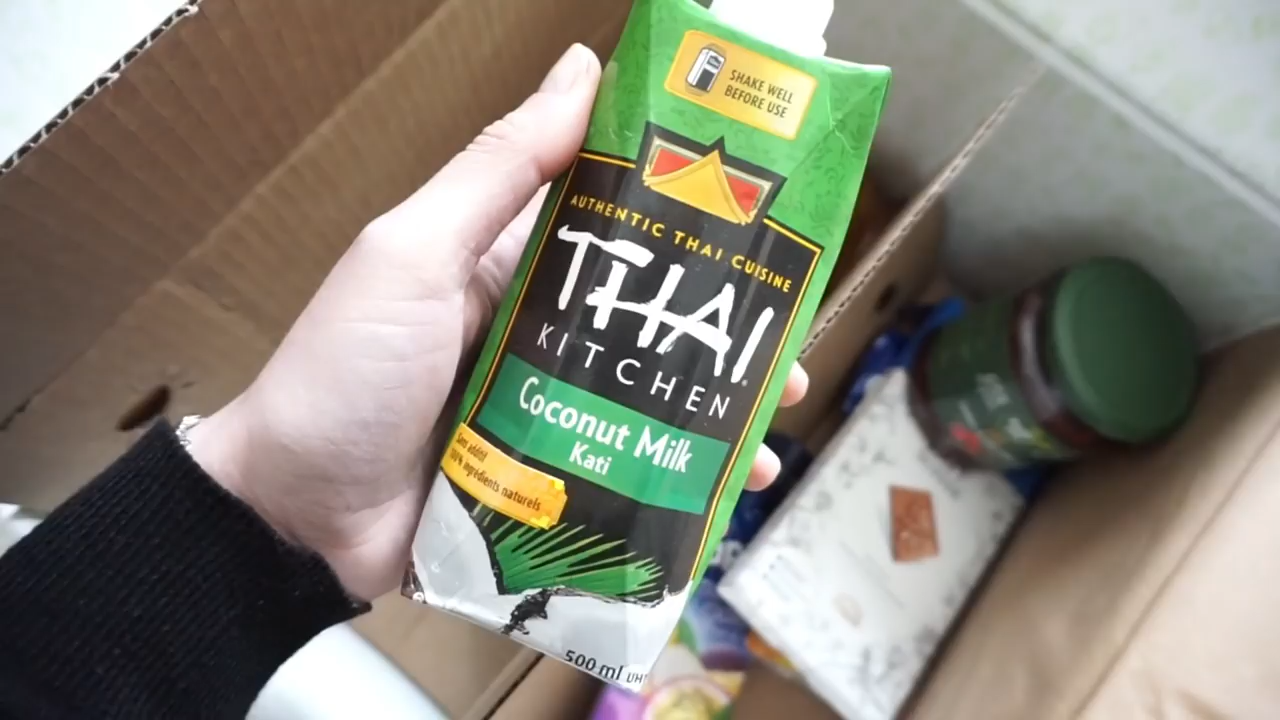 SHAKE WELL
BEFORE USE
AUTHENTIC THAI CUISINE
THAI
KITCHEN
Coconut Milk
Kati
Sans additif
100% ingrédients naturels
500 ml UHT